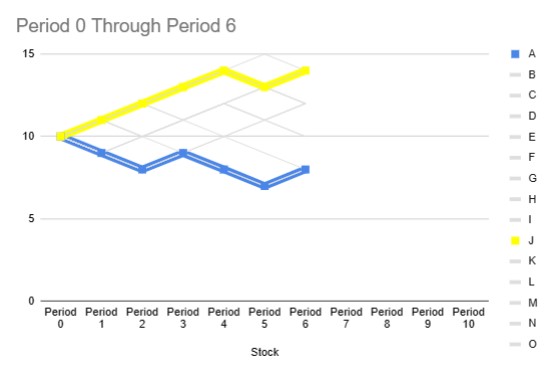 Period 0 Through Period 6
15
10
5
0
Period Period Period Period Period Period Period Period Period Period Period
0 1 2 3 4 5 6 7 8 9 10
Stock
A
B
C
D
E
F
G
H
I
J
K
L
M
N
O